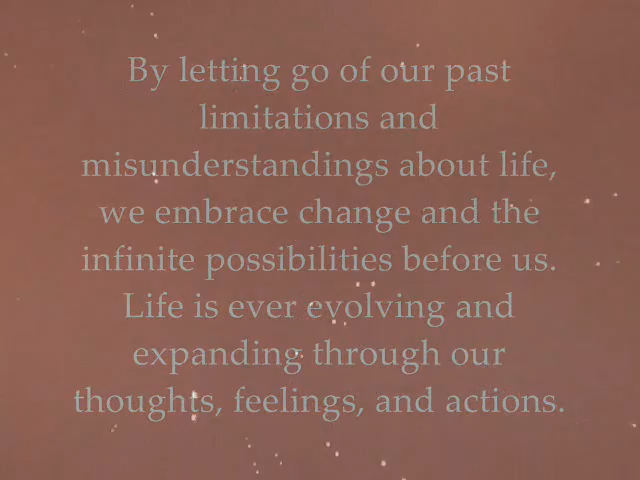 By letting go of our past
limitations and
misunderstandings about life,
we embrace change and the
infinite possibilities before us.
Life is ever evolving and
expanding through our
thoughts, feelings, and actions.